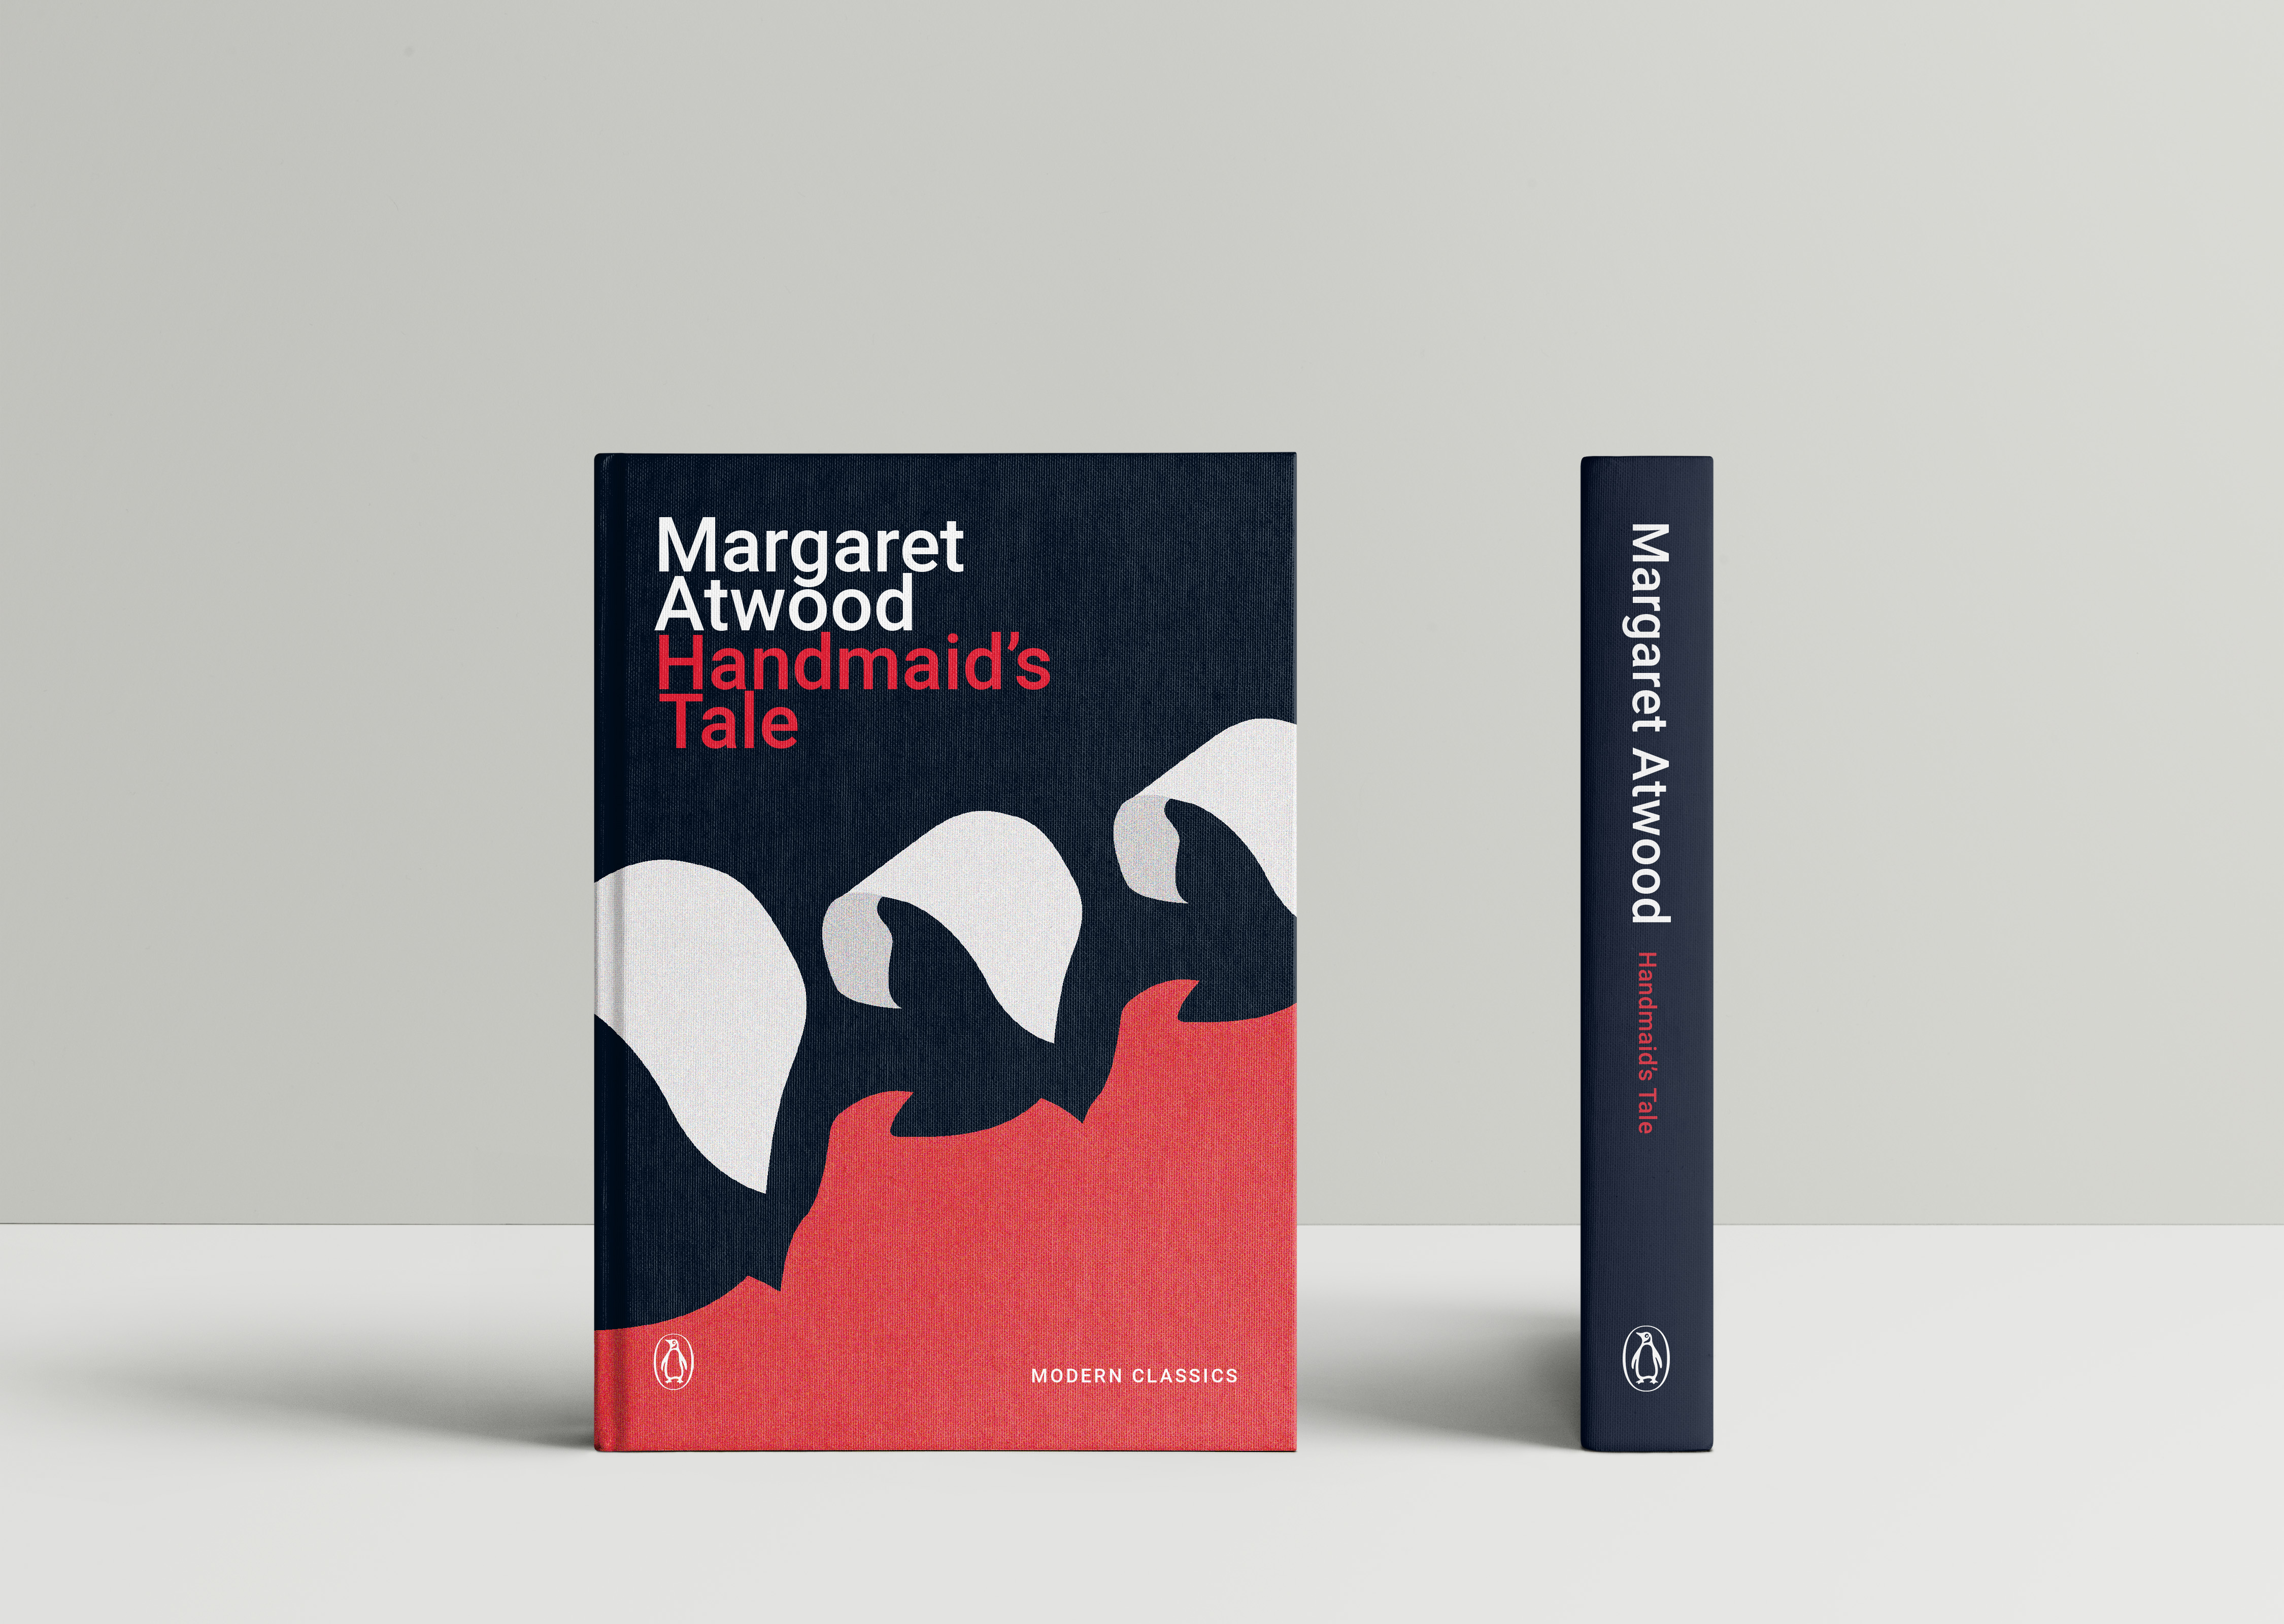 Margaret
Atwood
Handmaid’s
Tale
MODERN CLASSICS
Margaret Atwood Handmaid's Tale